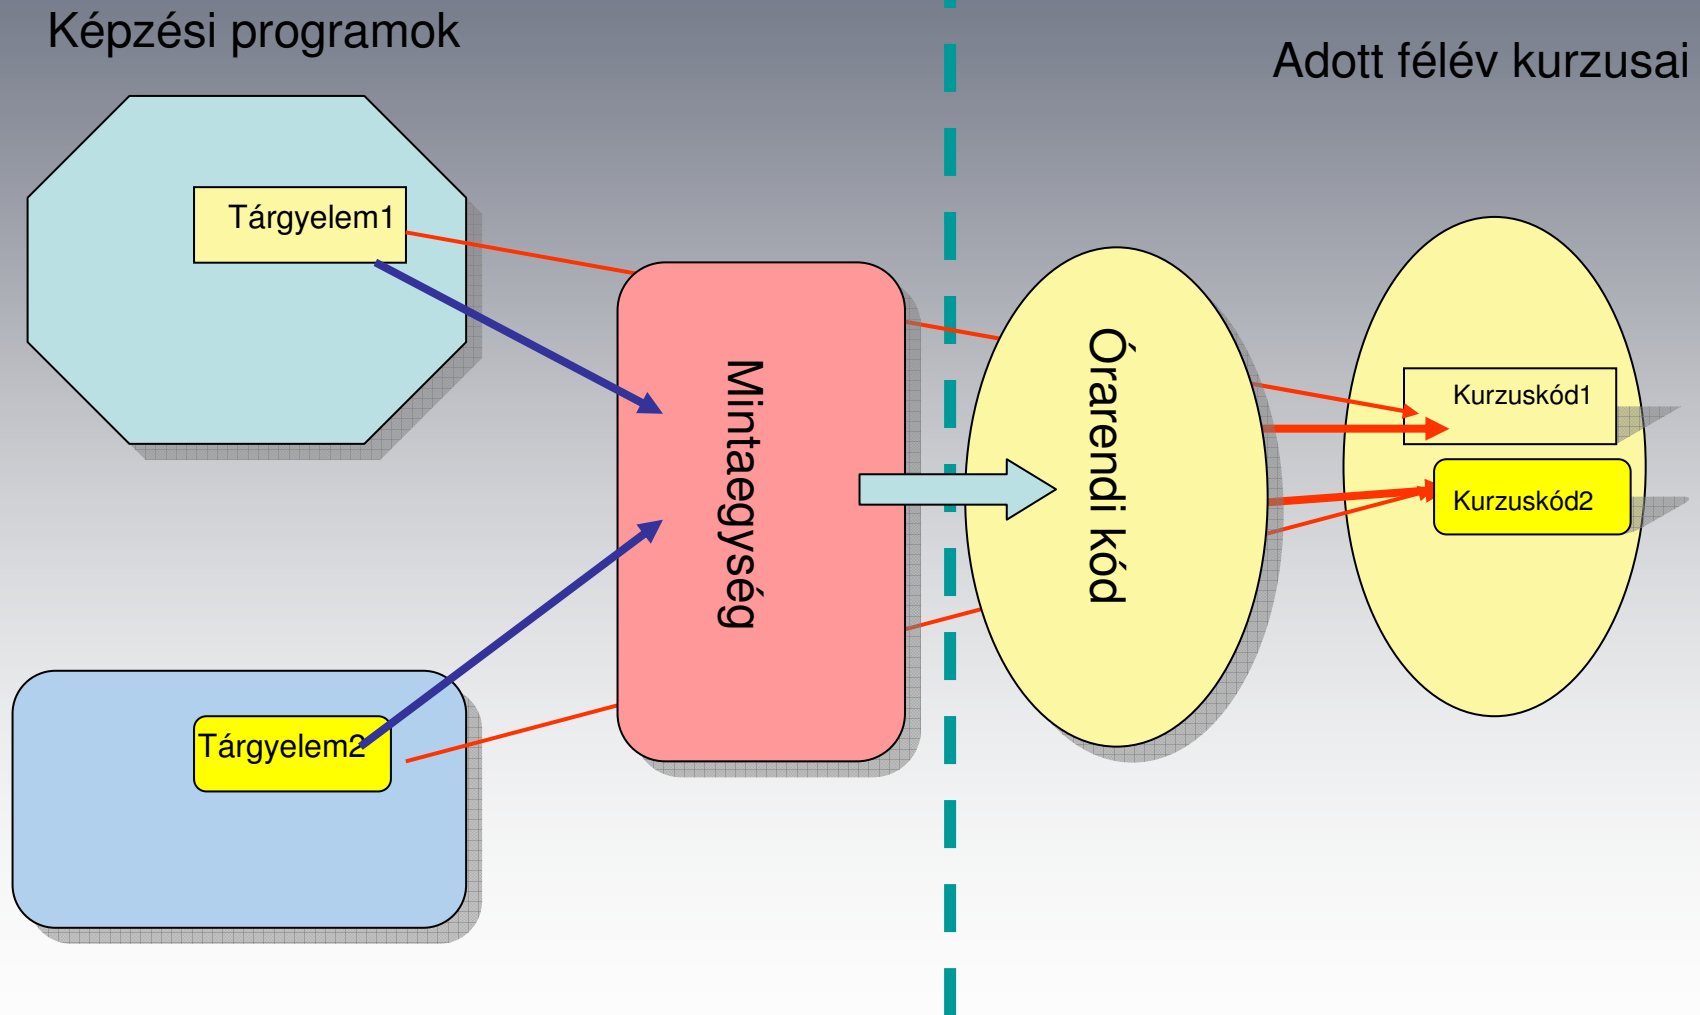 Képzési programok
Adott félév kurzusai
Tárgyelem1
Mintaegység
Órarendi kód
Kurzuskód1
Kurzuskód2
Tárgyelem2